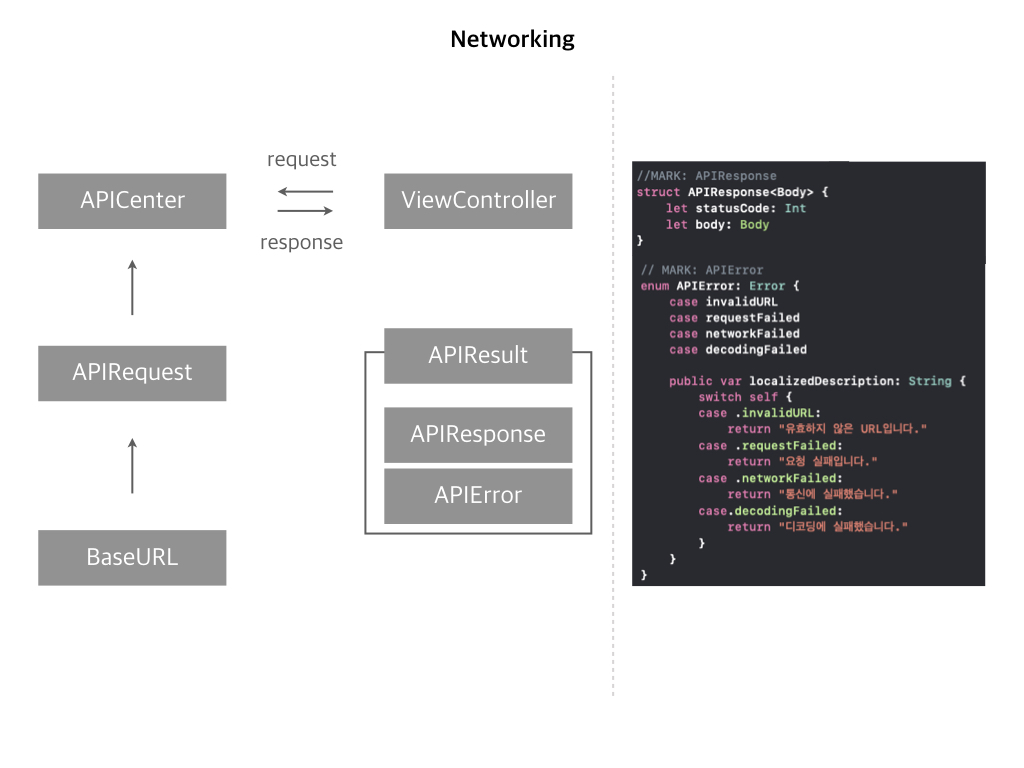 Networking
request
APICenter
ViewController
response
APIRequest
APIResult
APIResponse
APIError
BaseURL
//MARK: APIResponse
struct APIResponse<Body> {
    let statusCode: Int
    let body: Body
}
// MARK: APIError
enum APIError: Error {
    case invalidURL
    case requestFailed
    case networkFailed
    case decodingFailed
    public var localizedDescription: String {
        switch self {
        case .invalidURL:
            return "유효하지 않은 URL입니다."
        case .requestFailed:
            return "요청 실패입니다."
        case .networkFailed:
            return "통신에 실패했습니다."
        case.decodingFailed:
            return "디코딩에 실패했습니다."
        }
    }
}